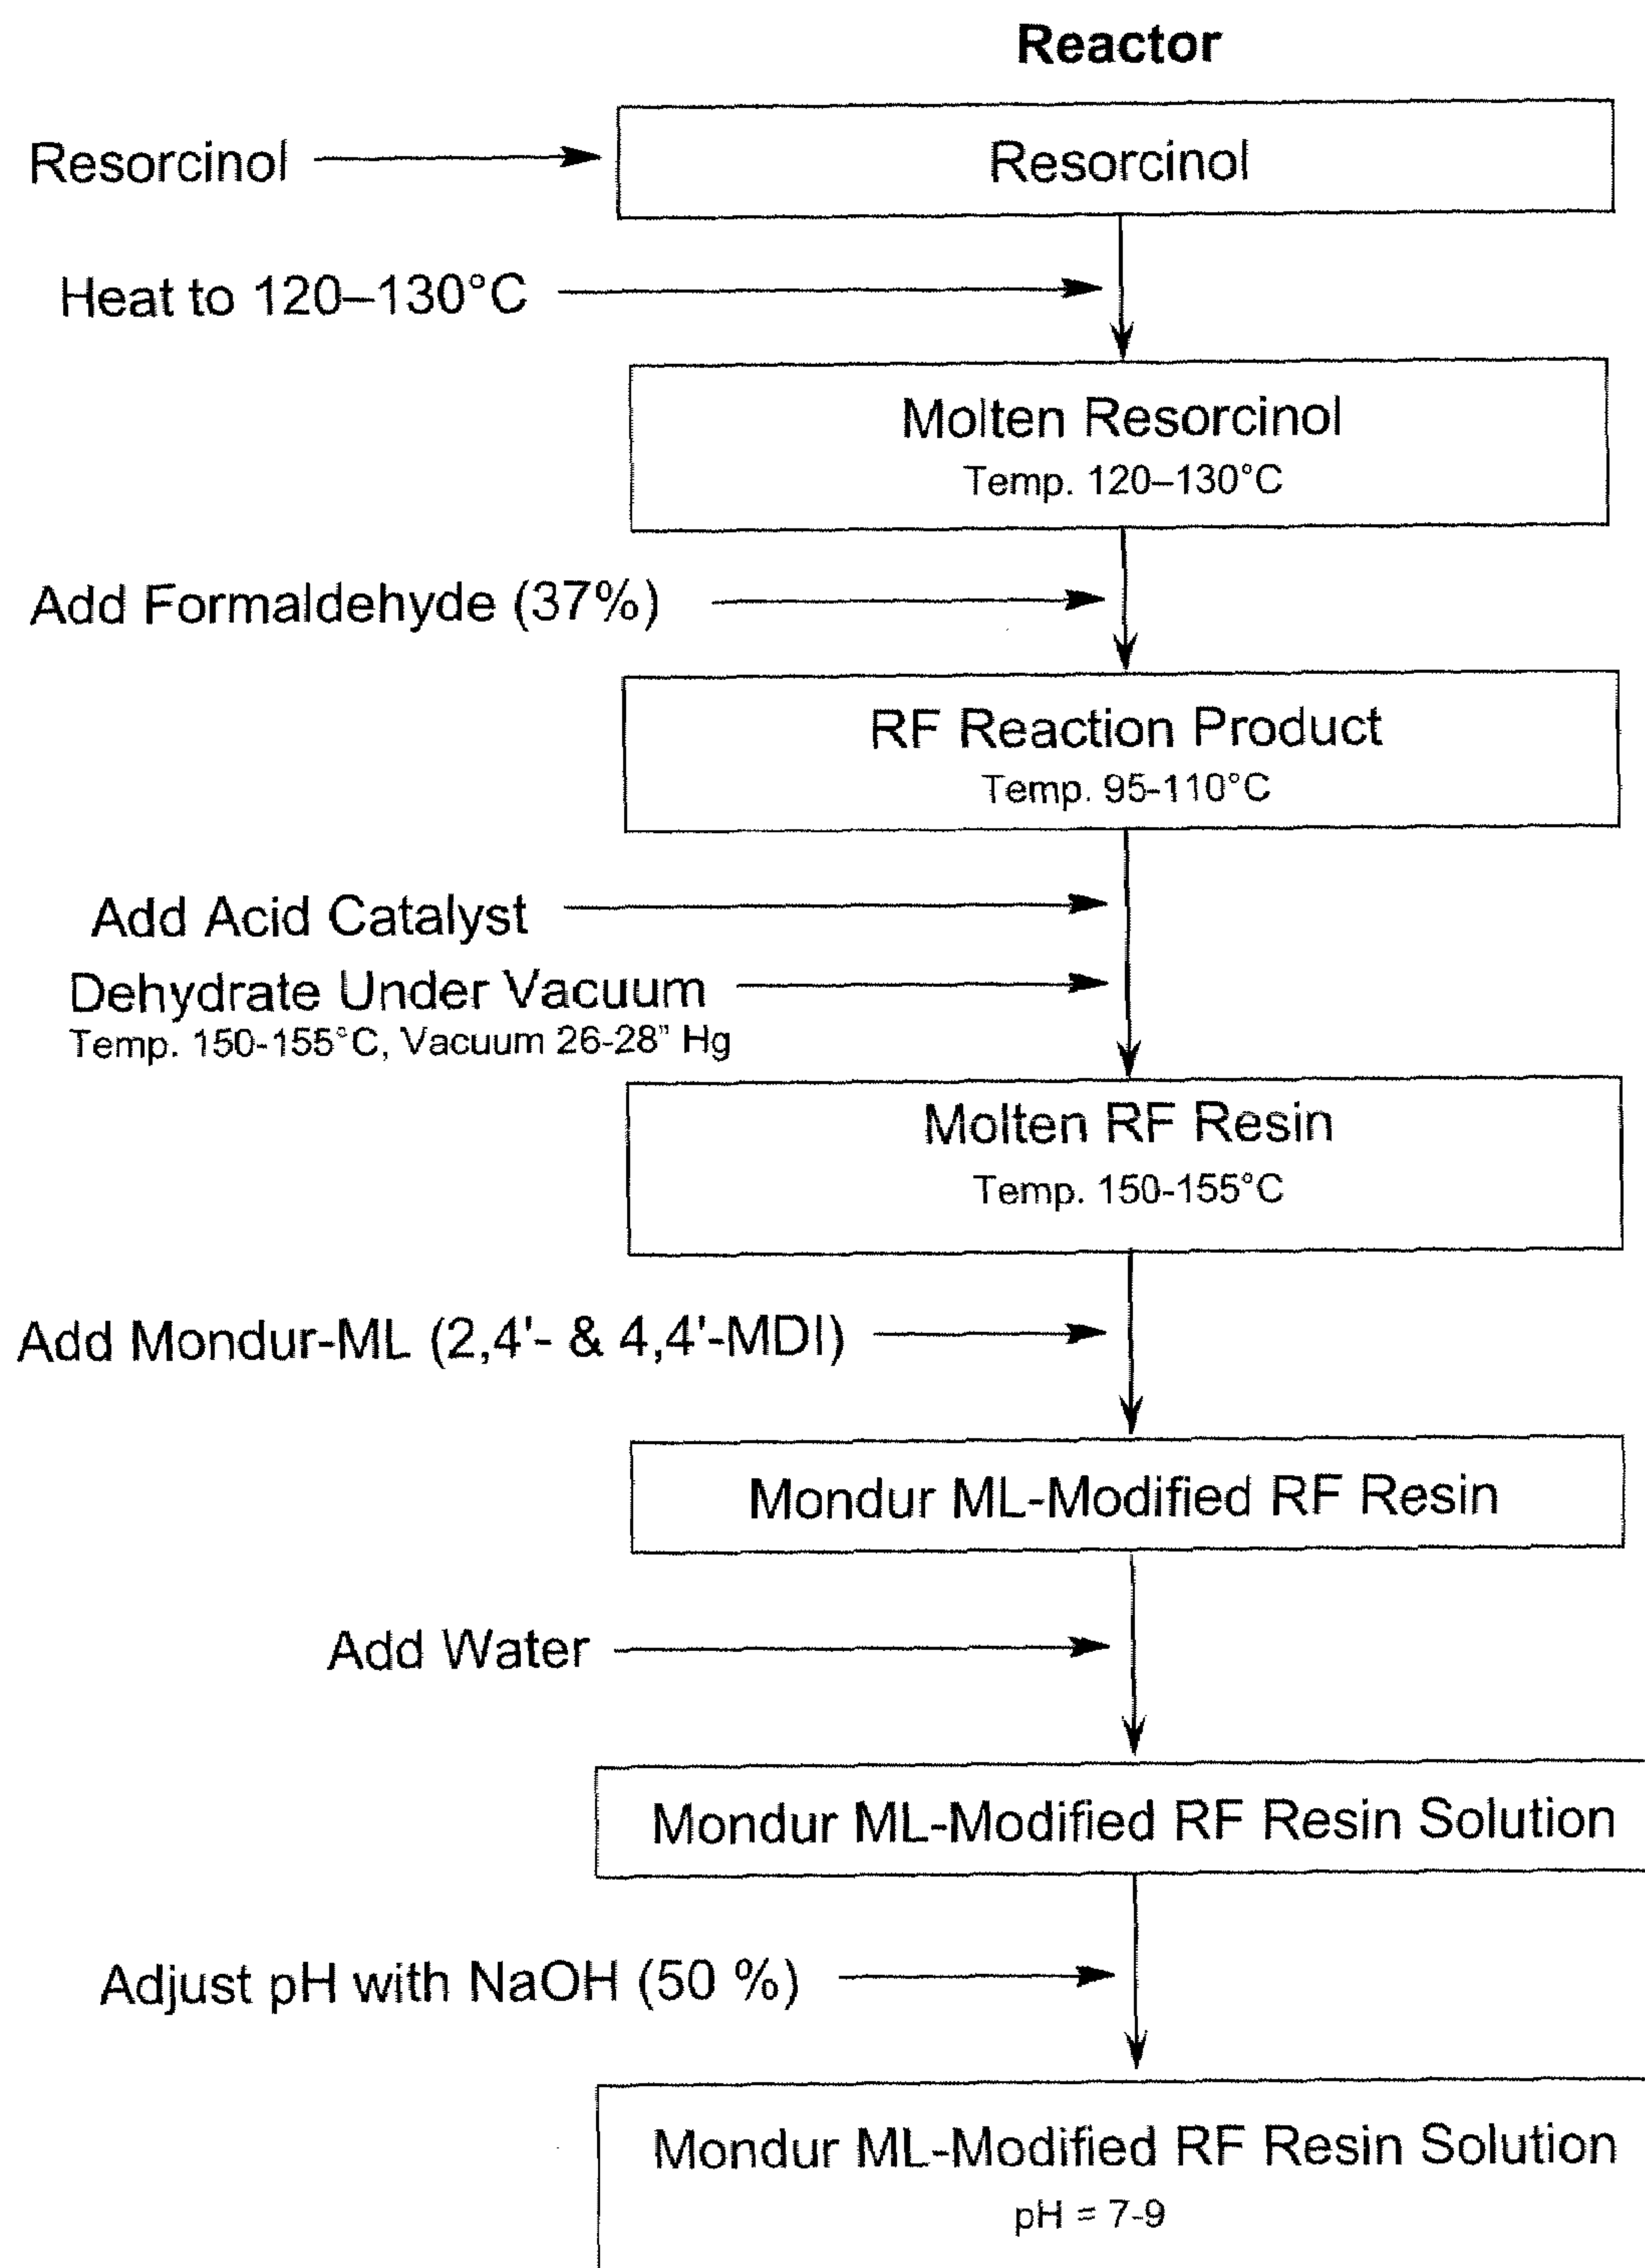 Reactor
Resorcinol
Resorcinol
Heat to 120–130°C
Molten Resorcinol
Temp. 120–130°C
Add Formaldehyde (37%)
RF Reaction Product
Temp. 95-110°C
Add Acid Catalyst
Dehydrate Under Vacuum
Temp. 150-155°C, Vacuum 26-28" Hg
Molten RF Resin
Temp. 150-155°C
Add Mondur-ML (2,4'- & 4,4'-MDI)
Mondur ML-Modified RF Resin
Add Water
Mondur ML-Modified RF Resin Solution
Adjust pH with NaOH (50 %)
Mondur ML-Modified RF Resin Solution
pH = 7-9